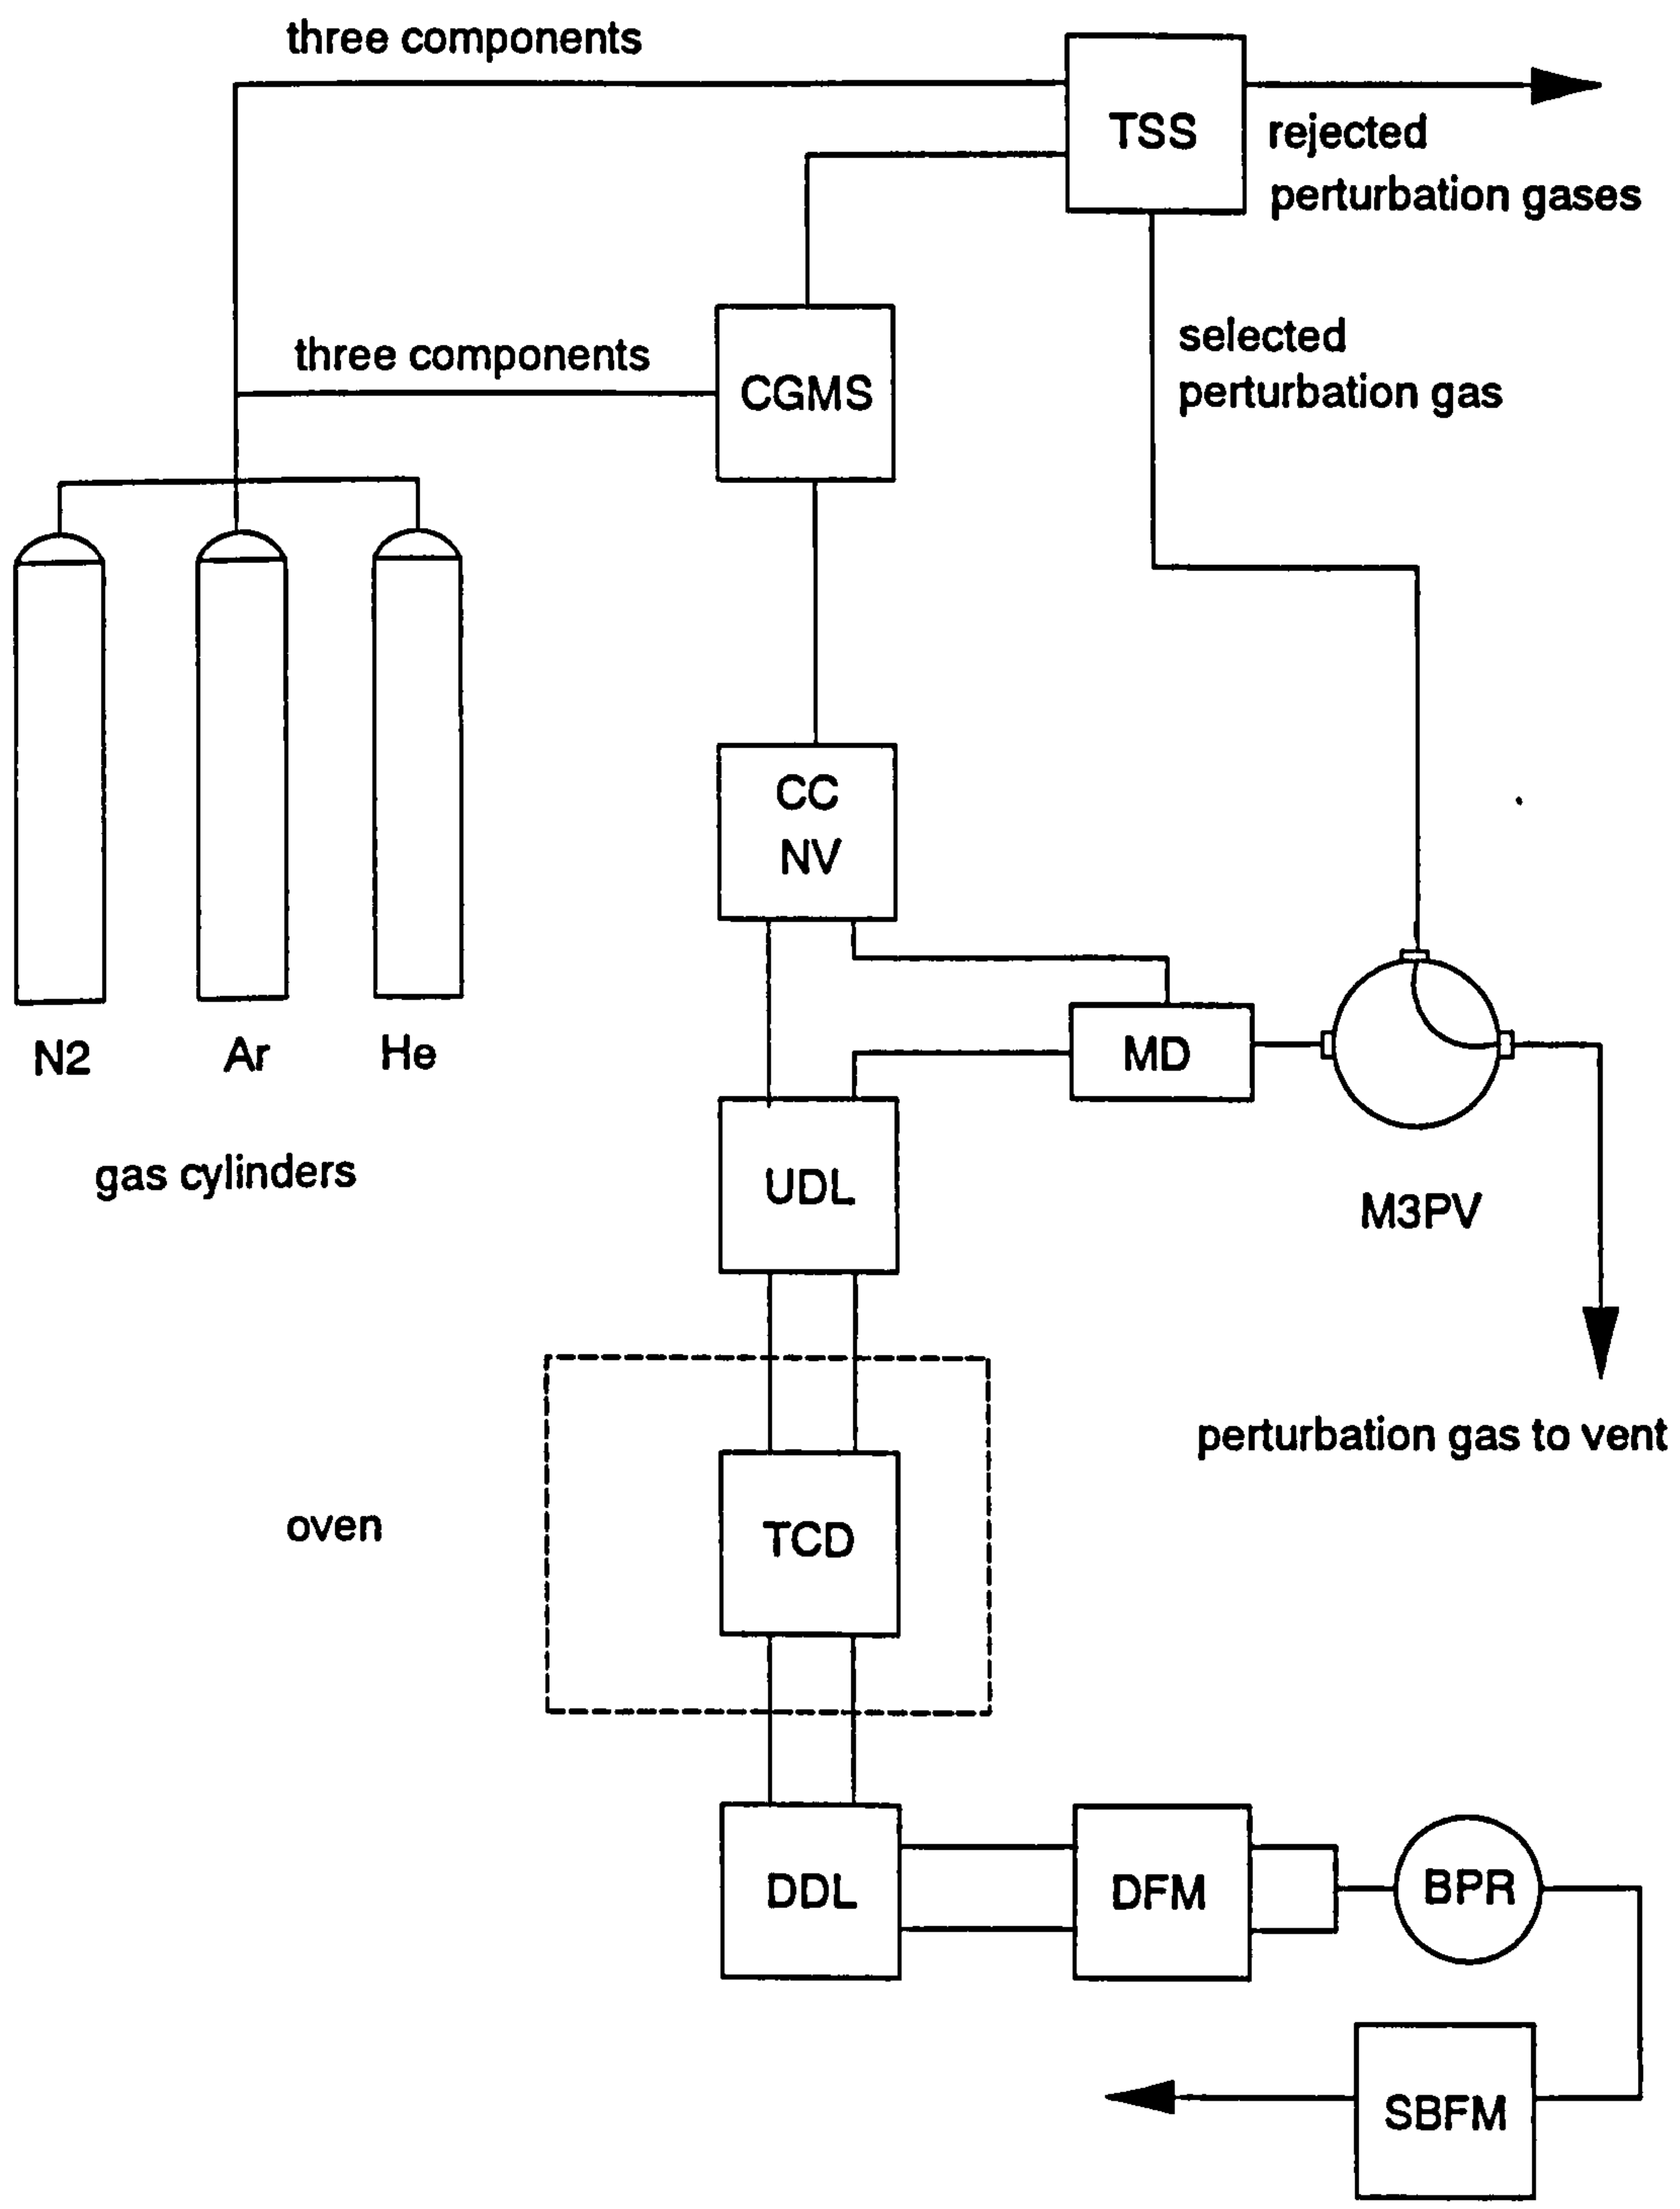 three components
TSS
rejected
perturbation gases
three components
CGMS
selected
perturbation gas
CC
NV
N2
Ar
He
MD
gas cylinders
UDL
M3PV
perturbation gas to vent
oven
TCD
DDL
DFM
BPR
SBFM